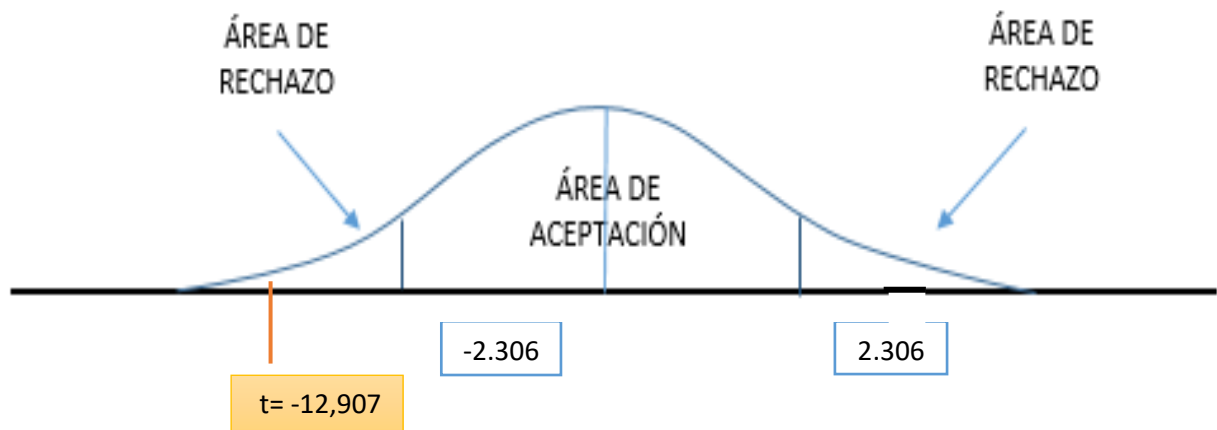 ÁREA DE
RECHAZO
ÁREA DE
RECHAZO
ÁREA DE
ACEPTACIÓN
-2.306
2.306
t= -12,907